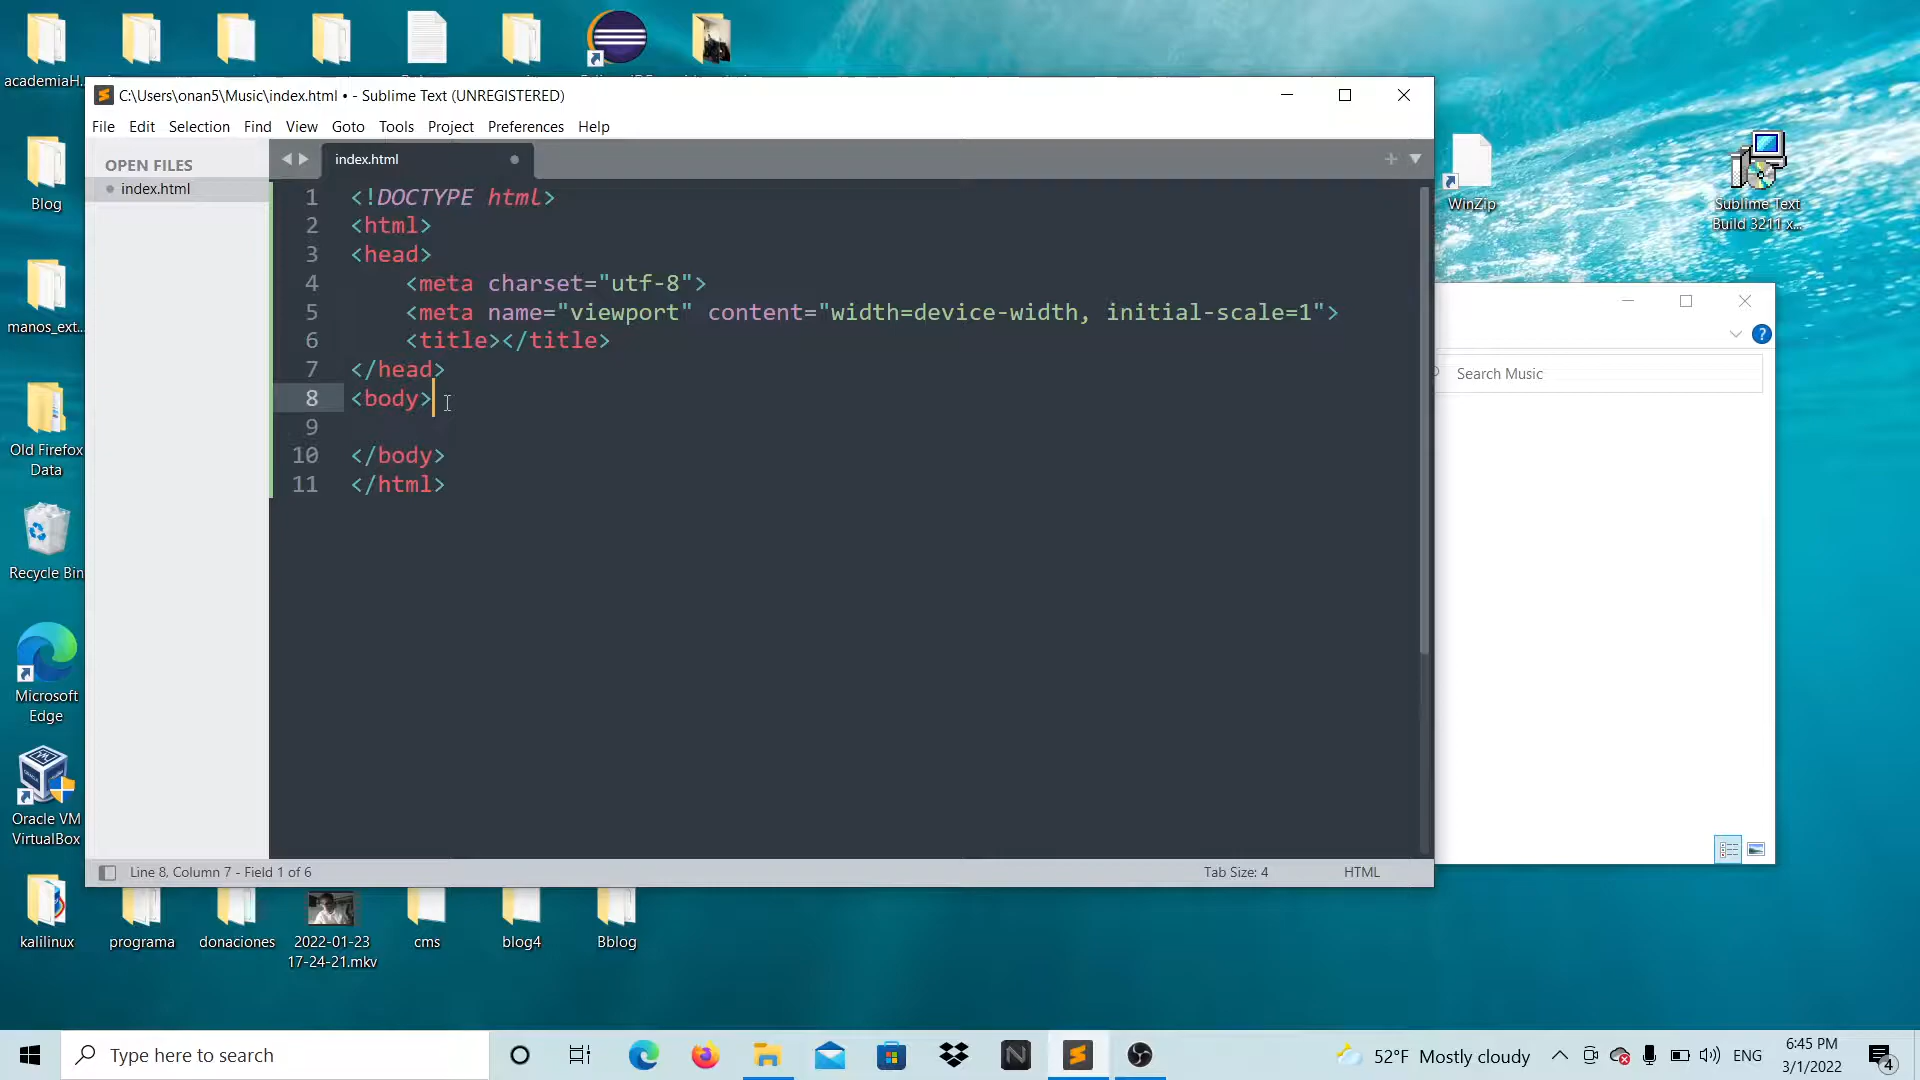 academiaH...
C:\Users\onan5\Music\index.html • - Sublime Text (UNREGISTERED)
File Edit Selection Find View Goto Tools Project Preferences Help
OPEN FILES
index.html
index.html
1 <!DOCTYPE html>
2 <html>
3 <head>
4 <meta charset="utf-8">
5 <meta name="viewport" content="width=device-width, initial-scale=1">
6 <title></title>
7 </head>
8 <body>
9
10 </body>
11 </html>
Line 8, Column 7 - Field 1 of 6
Tab Size: 4
HTML
Blog
manos_ext...
Old Firefox
Data
Recycle Bin
Microsoft
Edge
Oracle VM
VirtualBox
kalilinux
programa
donaciones
2022-01-23
17-24-21.mkv
cms
blog4
Bblog
WinZip
Sublime Text
Build 3211 x...
Search Music
Type here to search
52°F Mostly cloudy
ENG
6:45 PM
3/1/2022
4